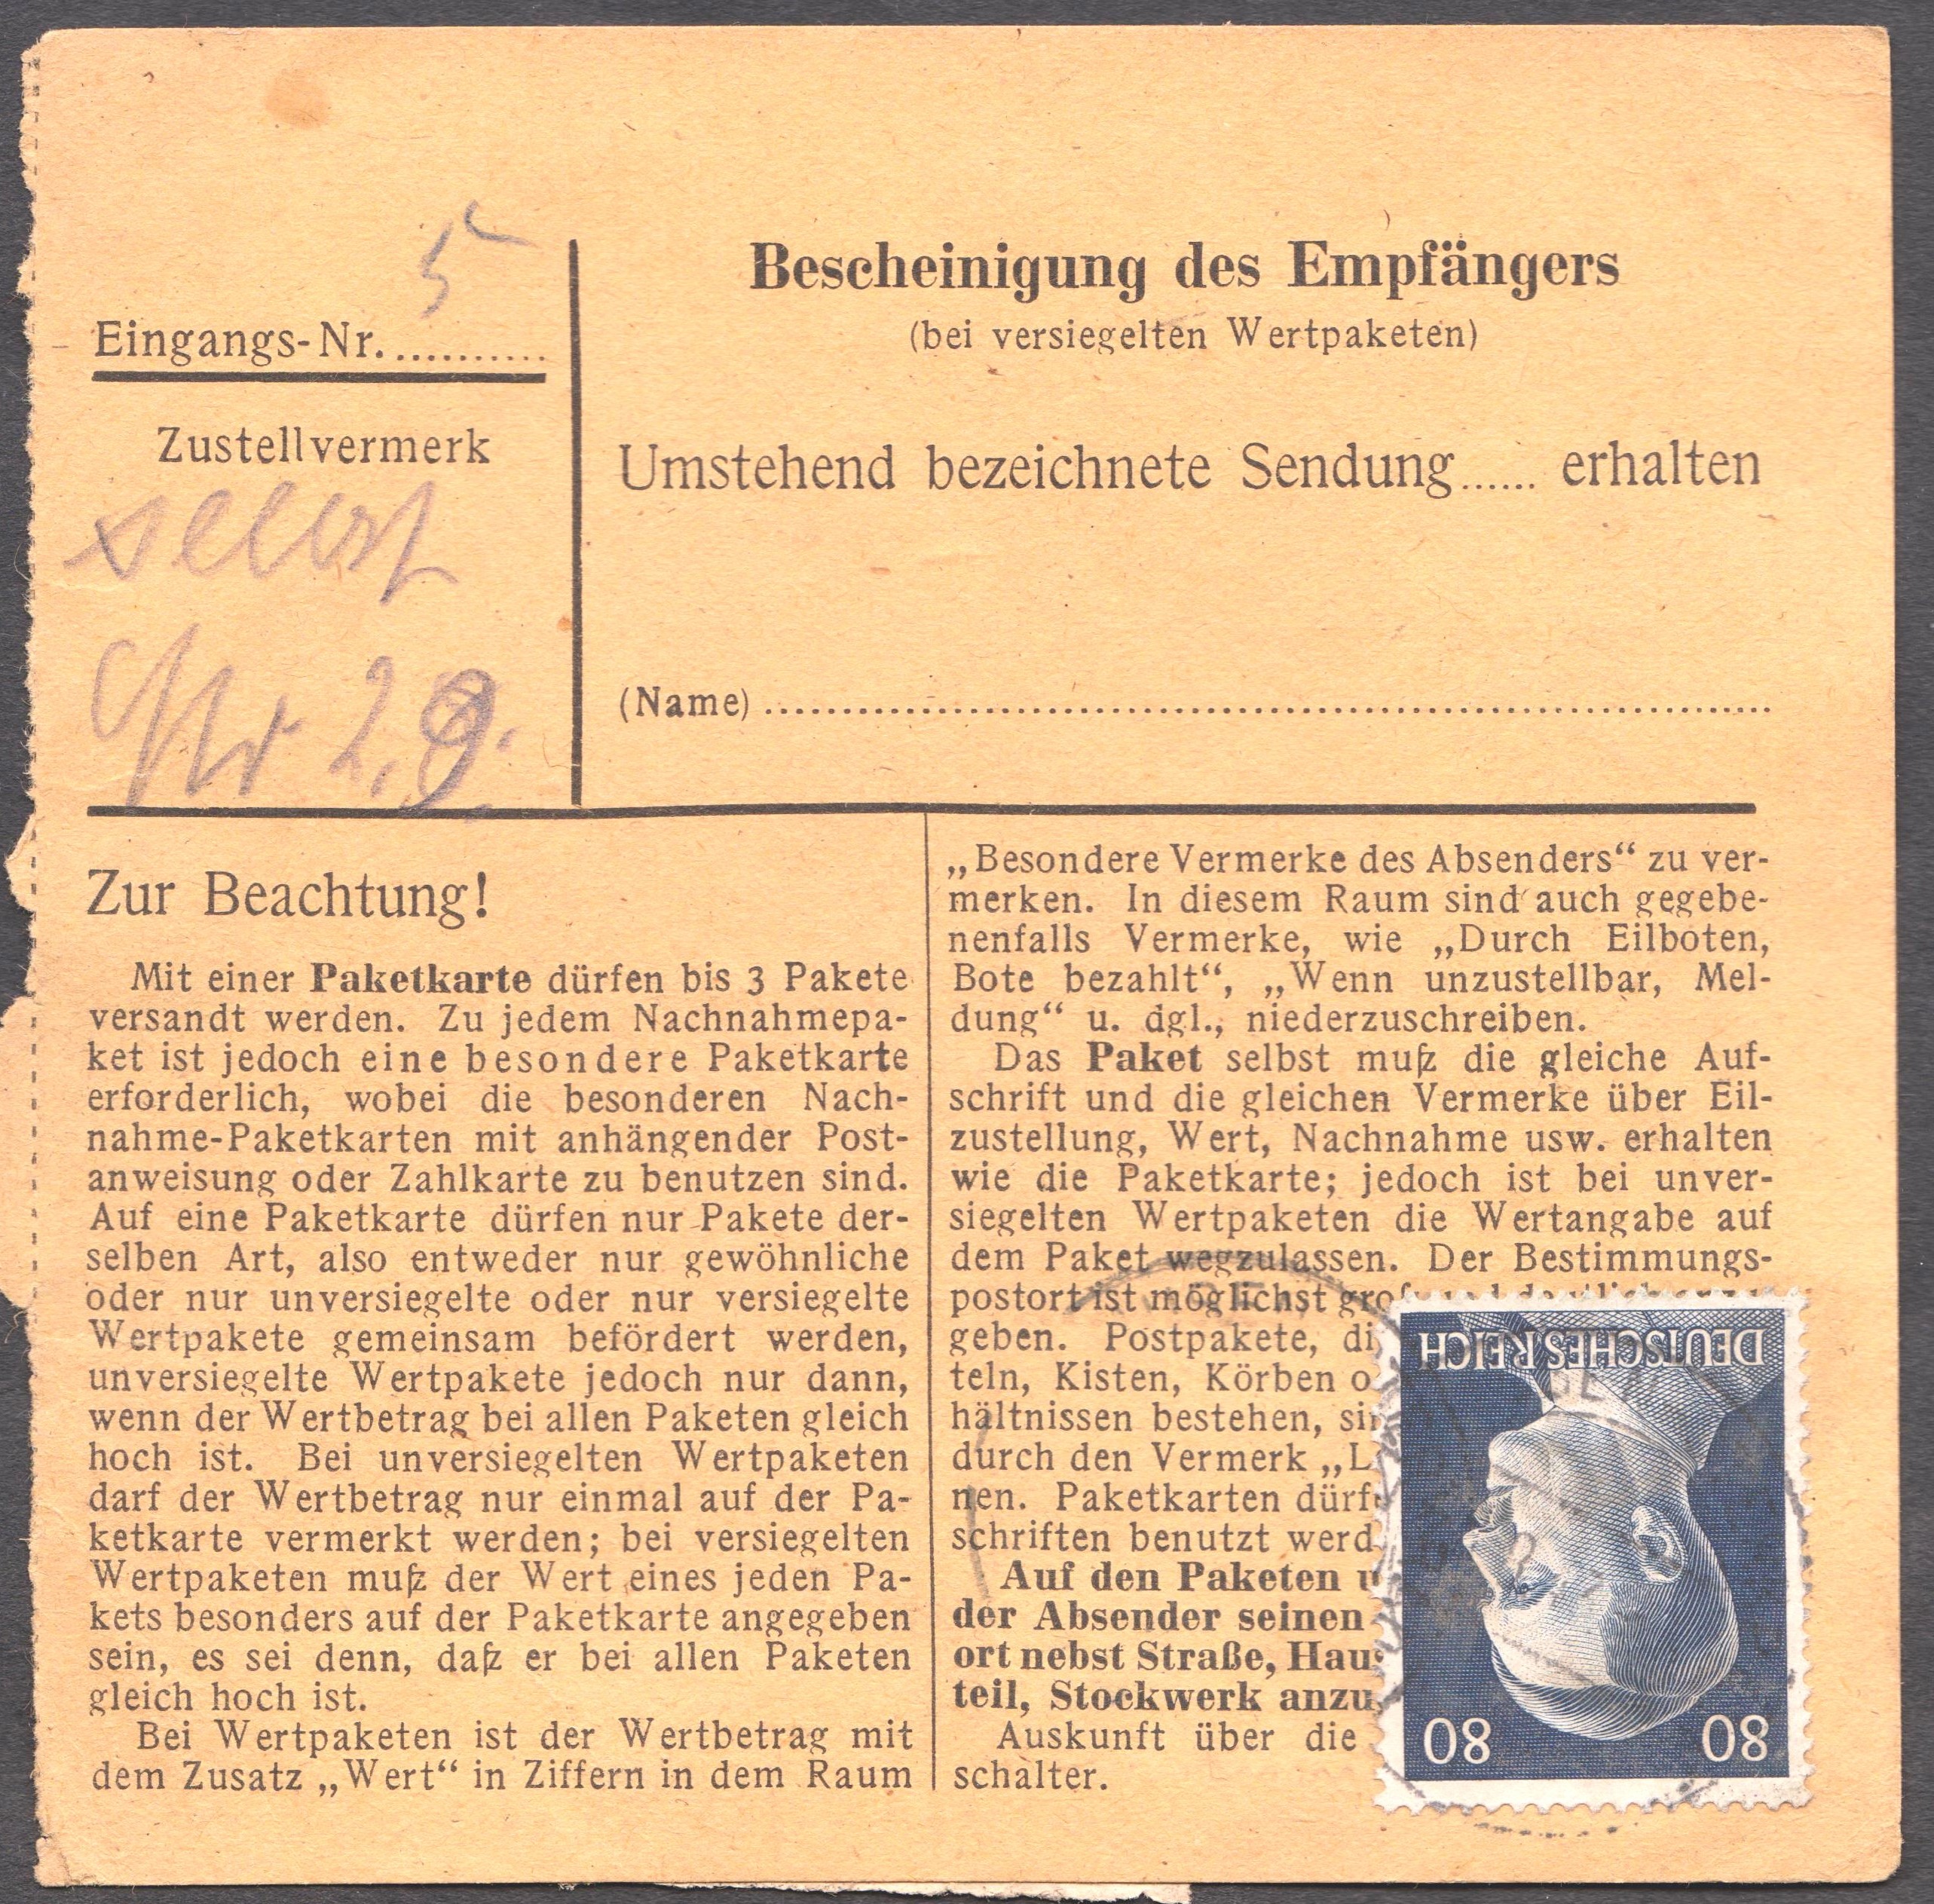 5
Eingangs-Nr. ...........
Zustellvermerk
selbst
Nr 2,9.
Bescheinigung des Empfängers
(bei versiegelten Wertpaketen)
Umstehend bezeichnete Sendung...... erhalten
(Name) ................................................................
Zur Beachtung!
Mit einer Paketkarte dürfen bis 3 Pakete
versandt werden. Zu jedem Nachnahmepa-
ket ist jedoch eine besondere Paketkarte
erforderlich, wobei die besonderen Nach-
nahme-Paketkarten mit anhängender Post-
anweisung oder Zahlkarte zu benutzen sind.
Auf eine Paketkarte dürfen nur Pakete der-
selben Art, also entweder nur gewöhnliche
oder nur unversiegelte oder nur versiegelte
Wertpakete gemeinsam befördert werden,
unversiegelte Wertpakete jedoch nur dann,
wenn der Wertbetrag bei allen Paketen gleich
hoch ist. Bei unversiegelten Wertpaketen
darf der Wertbetrag nur einmal auf der Pa-
ketkarte vermerkt werden; bei versiegelten
Wertpaketen muß der Wert eines jeden Pa-
kets besonders auf der Paketkarte angegeben
sein, es sei denn, daß er bei allen Paketen
gleich hoch ist.
Bei Wertpaketen ist der Wertbetrag mit
dem Zusatz „Wert“ in Ziffern in dem Raum
„Besondere Vermerke des Absenders“ zu ver-
merken. In diesem Raum sind auch gegebe-
nenfalls Vermerke, wie „Durch Eilboten,
Bote bezahlt“, „Wenn unzustellbar, Mel-
dung“ u. dgl., niederzuschreiben.
Das Paket selbst muß die gleiche Auf-
schrift und die gleichen Vermerke über Eil-
zustellung, Wert, Nachnahme usw. erhalten
wie die Paketkarte; jedoch ist bei unver-
siegelten Wertpaketen die Wertangabe auf
dem Paket wegzulassen. Der Bestimmungs-
postort ist möglichst
geben. Postpakete,
teln, Kisten, Körben
hältnissen bestehen,
durch den Vermerk
nen. Paketkarten
schriften benutzt
Auf den Paketen
der Absender seinen
ort nebst Straße,
teil, Stockwerk
Auskunft über die
schalter.
DEUTSCHES REICH
80 80